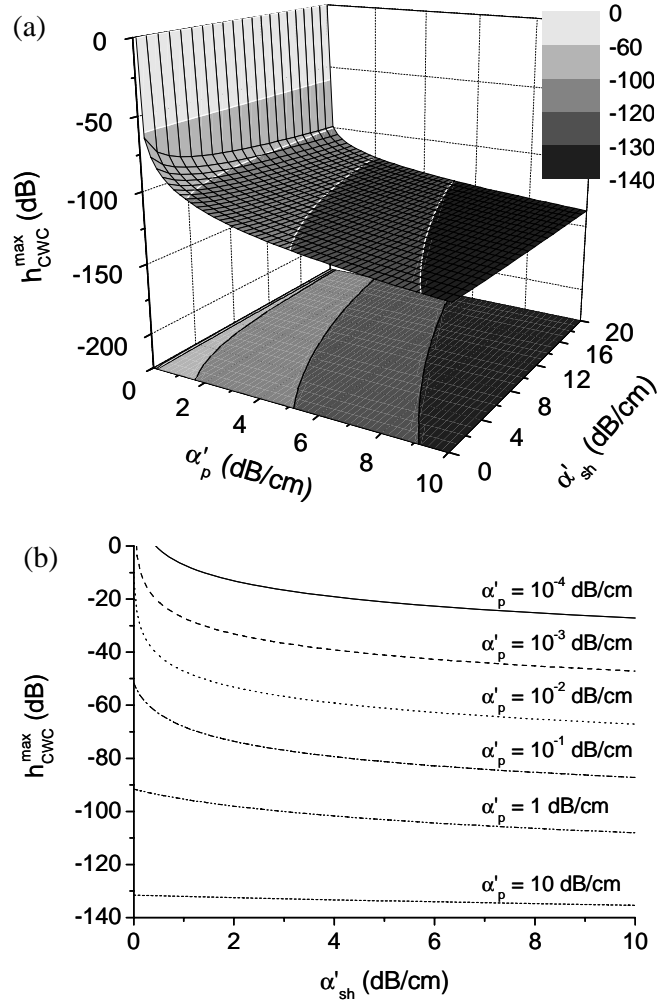 (a)
0
-50
-100
-150
-200
h_CWC^max (dB)
0
-60
-100
-120
-130
-140
0 2 4 6 8 10
α'_p (dB/cm)
0 4 8 12 16 20
α'_sh (dB/cm)
(b)
0
-20
-40
-60
-80
-100
-120
-140
h_CWC^max (dB)
α'_p = 10^-4 dB/cm
α'_p = 10^-3 dB/cm
α'_p = 10^-2 dB/cm
α'_p = 10^-1 dB/cm
α'_p = 1 dB/cm
α'_p = 10 dB/cm
0 2 4 6 8 10
α'_sh (dB/cm)